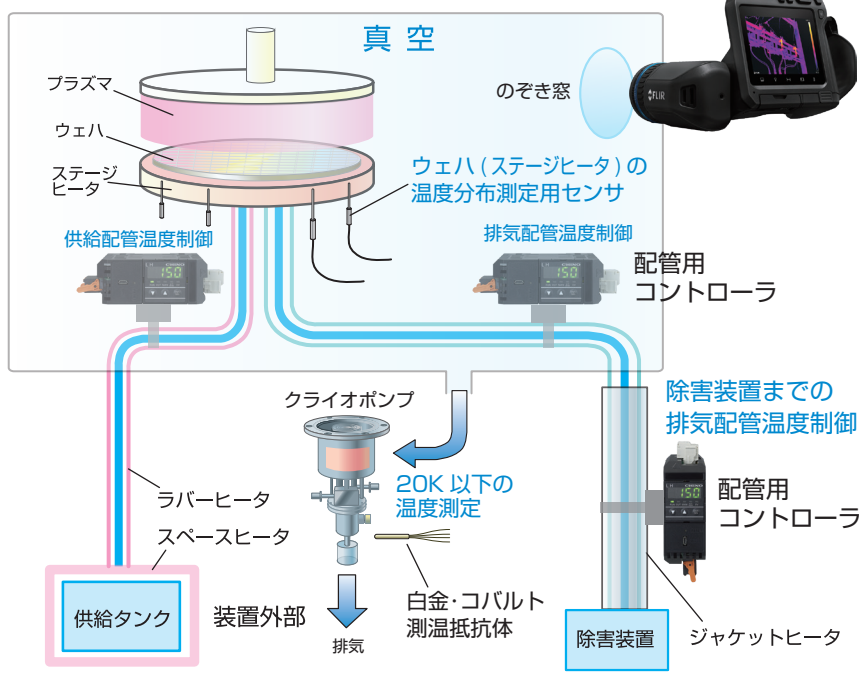 真 空
プラズマ
のぞき窓
FLIR
ウェハ
ステージ
ヒータ
ウェハ ( ステージヒータ ) の
温度分布測定用センサ
供給配管温度制御
排気配管温度制御
150
150
配管用
コントローラ
クライオポンプ
除害装置までの
排気配管温度制御
20K 以下の
温度測定
150
配管用
コントローラ
ラバーヒータ
スペースヒータ
供給タンク
装置外部
排気
白金・コバルト
測温抵抗体
除害装置
ジャケットヒータ